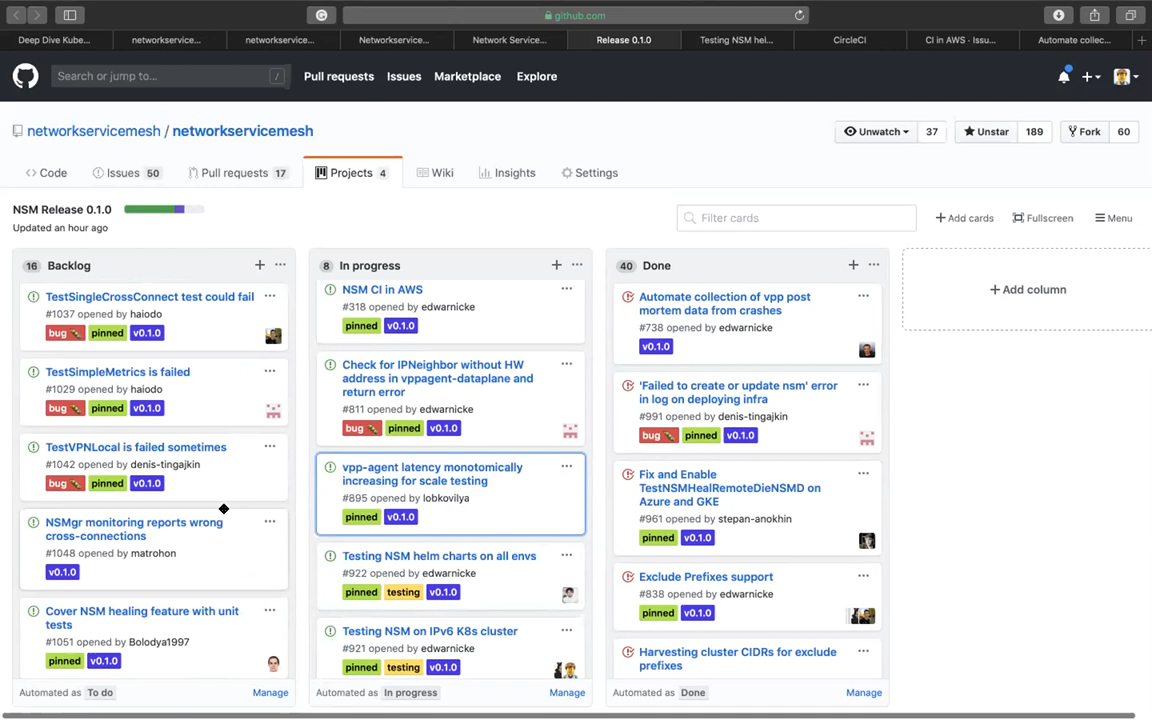 github.com
Deep Dive Kube...
networkservice...
networkservice...
Networkservice...
Network Service...
Release 0.1.0
Testing NSM hel...
CircleCI
CI in AWS · Issu...
Automate collec...
Search or jump to...
/
Pull requests
Issues
Marketplace
Explore
networkservicemesh / networkservicemesh
Unwatch
37
Unstar
189
Fork
60
Code
Issues 50
Pull requests 17
Projects 4
Wiki
Insights
Settings
NSM Release 0.1.0
Updated an hour ago
Filter cards
Add cards
Fullscreen
Menu
16 Backlog
TestSingleCrossConnect test could fail
#1037 opened by haiodo
bug pinned v0.1.0
TestSimpleMetrics is failed
#1029 opened by haiodo
bug pinned v0.1.0
TestVPNLocal is failed sometimes
#1042 opened by denis-tingajkin
bug pinned v0.1.0
NSMgr monitoring reports wrong
cross-connections
#1048 opened by matrohon
v0.1.0
Cover NSM healing feature with unit
tests
#1051 opened by Bolodya1997
pinned v0.1.0
Automated as To do
Manage
8 In progress
NSM CI in AWS
#318 opened by edwarnicke
pinned v0.1.0
Check for IPNeighbor without HW
address in vppagent-dataplane and
return error
#811 opened by edwarnicke
bug pinned v0.1.0
vpp-agent latency monotomically
increasing for scale testing
#895 opened by lobkovilya
pinned v0.1.0
Testing NSM helm charts on all envs
#922 opened by edwarnicke
pinned testing v0.1.0
Testing NSM on IPv6 K8s cluster
#921 opened by edwarnicke
pinned testing v0.1.0
Automated as In progress
Manage
40 Done
Automate collection of vpp post
mortem data from crashes
#738 opened by edwarnicke
v0.1.0
'Failed to create or update nsm' error
in log on deploying infra
#991 opened by denis-tingajkin
bug pinned v0.1.0
Fix and Enable
TestNSMHealRemoteDieNSMD on
Azure and GKE
#961 opened by stepan-anokhin
pinned v0.1.0
Exclude Prefixes support
#838 opened by edwarnicke
pinned v0.1.0
Harvesting cluster CIDRs for exclude
prefixes
Automated as Done
Manage
Add column